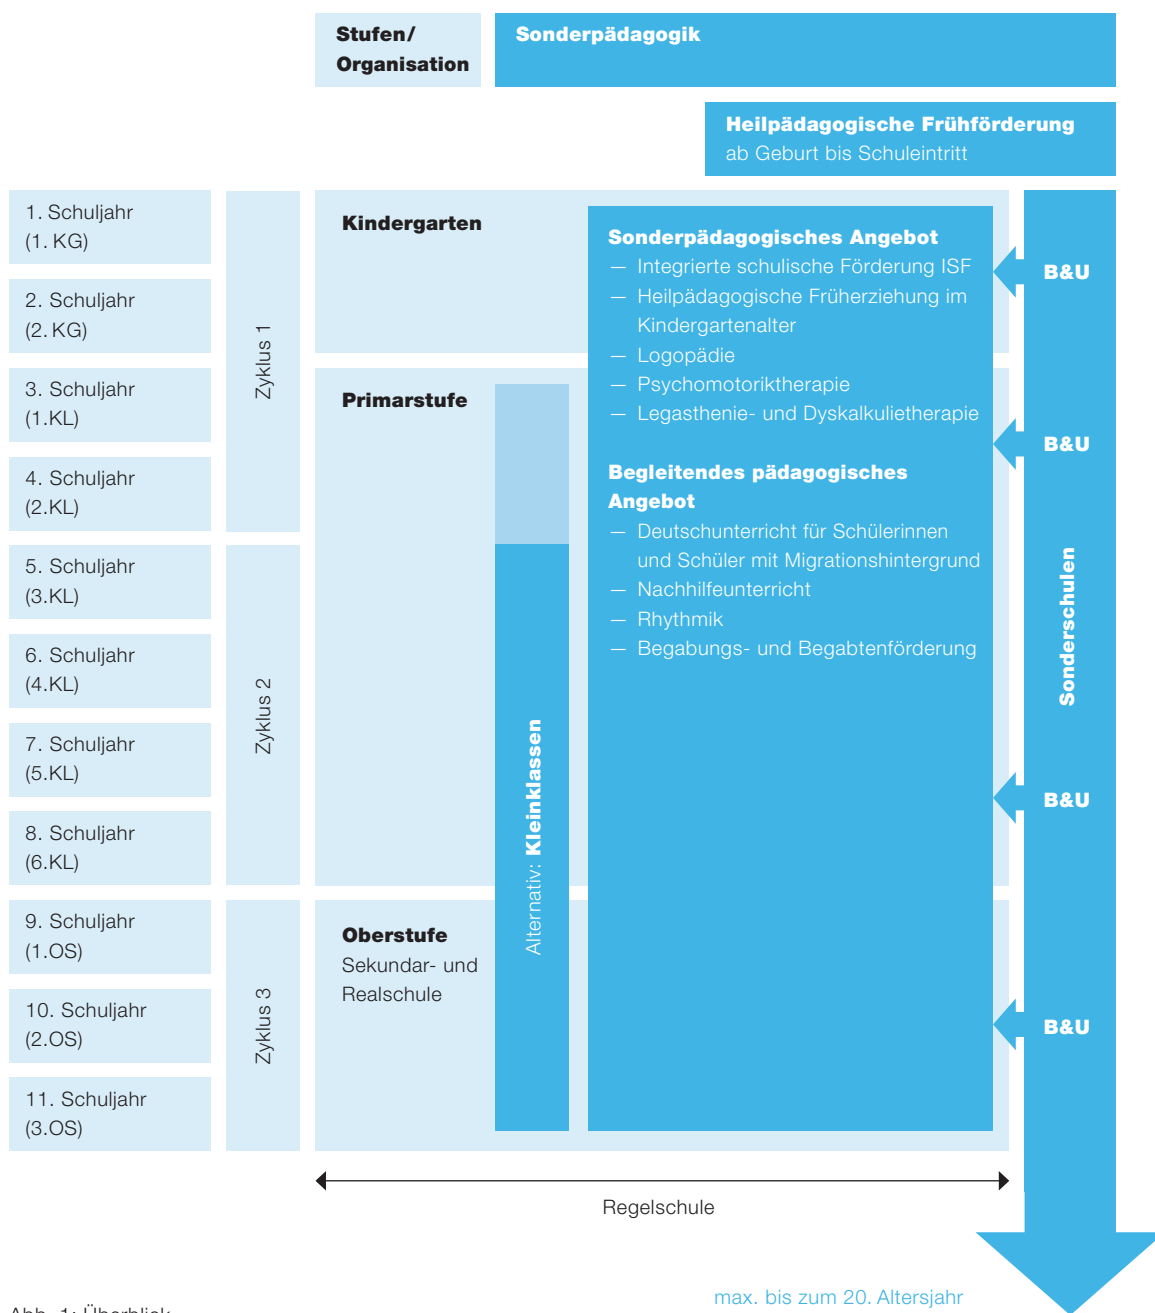 Stufen/
Organisation
Sonderpädagogik
Heilpädagogische Frühförderung
ab Geburt bis Schuleintritt
1. Schuljahr
(1. KG)
2. Schuljahr
(2. KG)
3. Schuljahr
(1.KL)
4. Schuljahr
(2.KL)
5. Schuljahr
(3.KL)
6. Schuljahr
(4.KL)
7. Schuljahr
(5.KL)
8. Schuljahr
(6.KL)
9. Schuljahr
(1.OS)
10. Schuljahr
(2.OS)
11. Schuljahr
(3.OS)
Zyklus 1
Zyklus 2
Zyklus 3
Kindergarten
Primarstufe
Oberstufe
Sekundar- und
Realschule
Alternativ: Kleinklassen
Sonderpädagogisches Angebot
— Integrierte schulische Förderung ISF
— Heilpädagogische Früherziehung im
Kindergartenalter
— Logopädie
— Psychomotoriktherapie
— Legasthenie- und Dyskalkulietherapie
Begleitendes pädagogisches
Angebot
— Deutschunterricht für Schülerinnen
und Schüler mit Migrationshintergrund
— Nachhilfeunterricht
— Rhythmik
— Begabungs- und Begabtenförderung
B&U
B&U
B&U
B&U
Sonderschulen
Regelschule
max. bis zum 20. Altersjahr
Abb. 1: Überblick